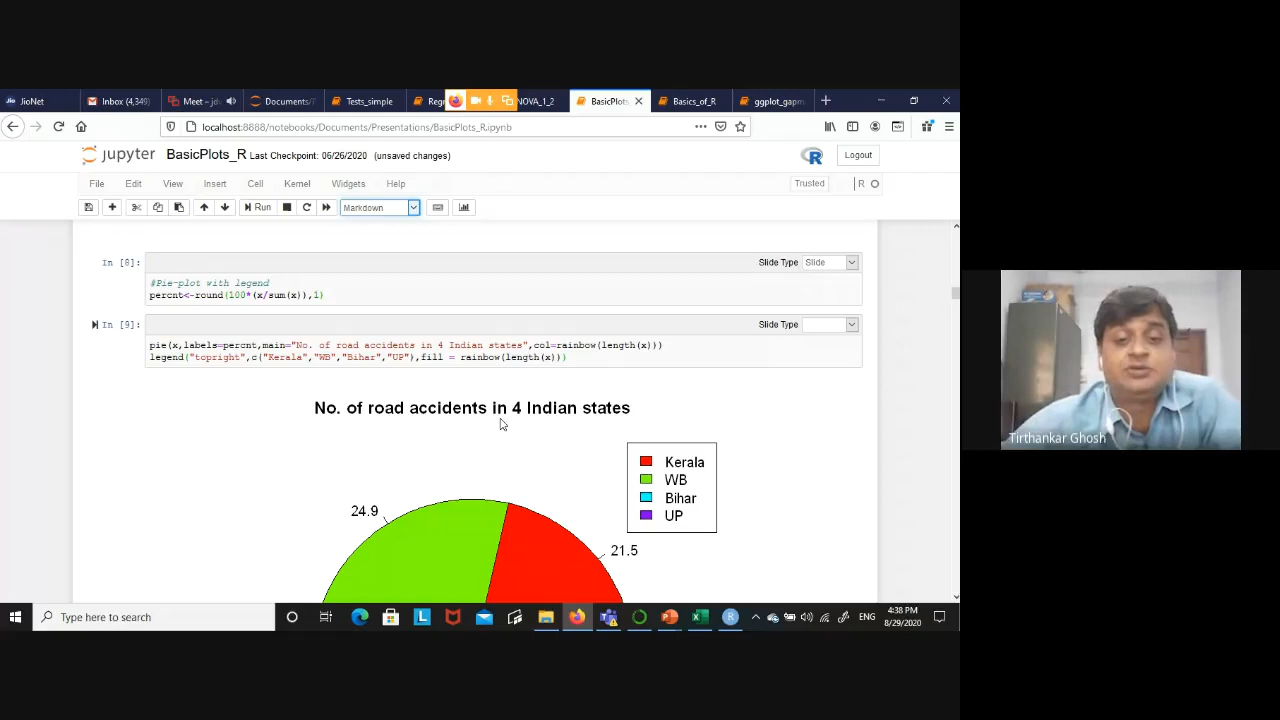 JioNet
Inbox (4,349)
Meet – jd
Documents/
Tests_simple
Reg
NOVA_1_2
BasicPlots
Basics_of_R
ggplot_gapm
localhost:8888/notebooks/Documents/Presentations/BasicPlots_R.ipynb
jupyter BasicPlots_R Last Checkpoint: 06/26/2020 (unsaved changes)
Logout
File Edit View Insert Cell Kernel Widgets Help
Trusted
R
Run
Markdown
In [8]:
Slide Type Slide
#Pie-plot with legend
percnt<-round(100*(x/sum(x)),1)
In [9]:
Slide Type
pie(x,labels=percnt,main="No. of road accidents in 4 Indian states",col=rainbow(length(x)))
legend("topright",c("Kerala","WB","Bihar","UP"),fill = rainbow(length(x)))
No. of road accidents in 4 Indian states
Kerala
WB
Bihar
UP
24.9
21.5
Tirthankar Ghosh
Type here to search
ENG
4:38 PM
8/29/2020